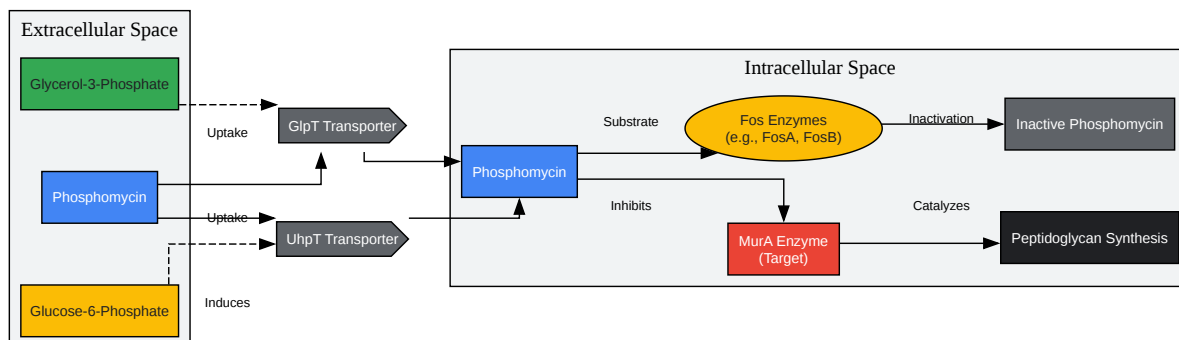 Extracellular Space
Glycerol-3-Phosphate
Uptake
GlpT Transporter
Phosphomycin
Uptake
UhpT Transporter
Glucose-6-Phosphate
Induces
Intracellular Space
Phosphomycin
Substrate
Fos Enzymes
(e.g., FosA, FosB)
Inactivation
Inactive Phosphomycin
Inhibits
MurA Enzyme
(Target)
Catalyzes
Peptidoglycan Synthesis